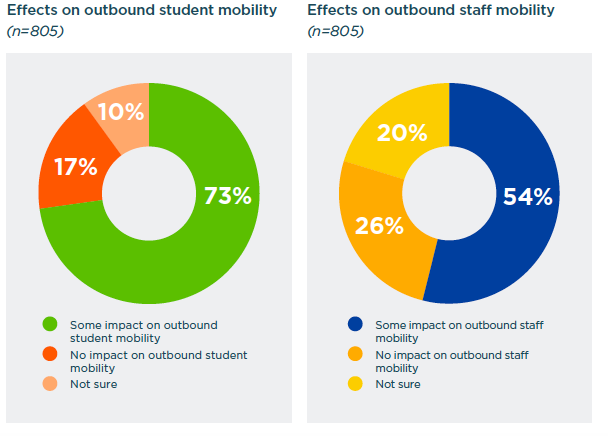 Effects on outbound student mobility
(n=805)
10%
17%
73%
Some impact on outbound
student mobility
No impact on outbound student
mobility
Not sure
Effects on outbound staff mobility
(n=805)
20%
54%
26%
Some impact on outbound staff
mobility
No impact on outbound staff
mobility
Not sure